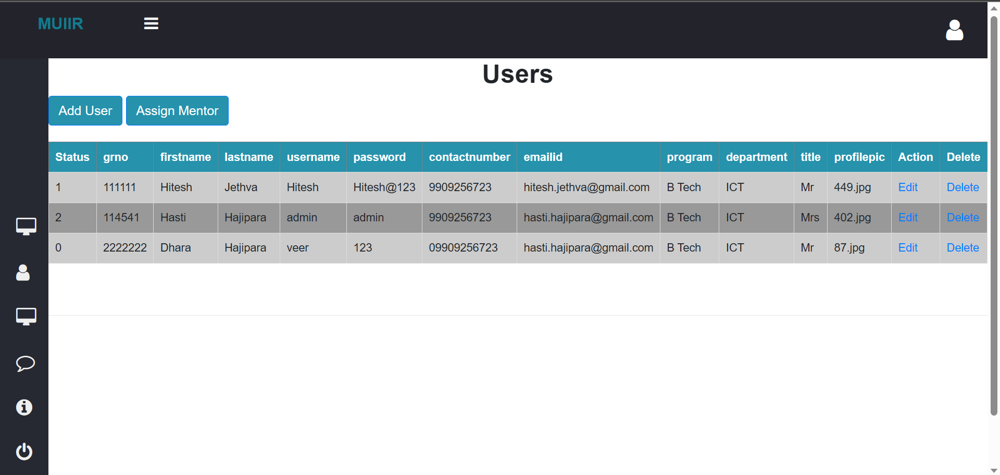 MUIIR
Users
Add User Assign Mentor
Status grno firstname lastname username password contactnumber emailid program department title profilepic Action Delete
1 111111 Hitesh Jethva Hitesh Hitesh@123 9909256723 hitesh.jethva@gmail.com B Tech ICT Mr 449.jpg Edit Delete
2 114541 Hasti Hajipara admin admin 9909256723 hasti.hajipara@gmail.com B Tech ICT Mrs 402.jpg Edit Delete
0 2222222 Dhara Hajipara veer 123 09909256723 hasti.hajipara@gmail.com B Tech ICT Mr 87.jpg Edit Delete